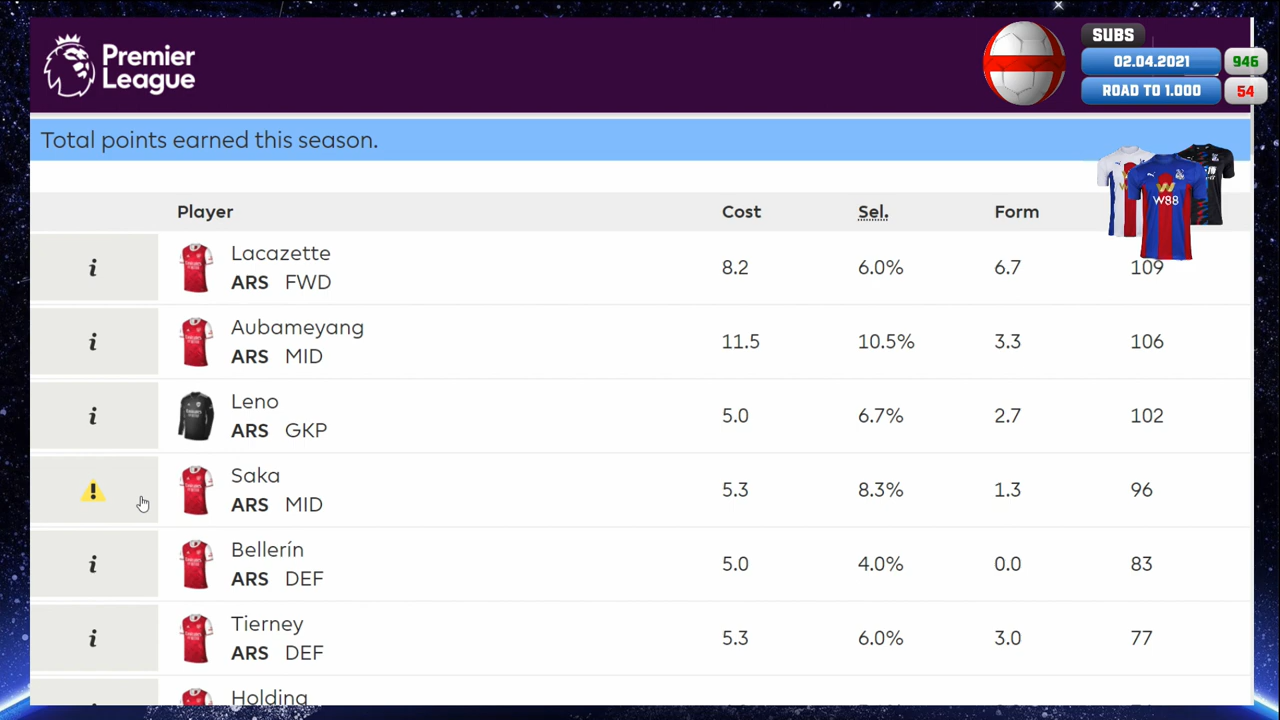 Premier
League
SUBS
02.04.2021 946
ROAD TO 1.000 54
Total points earned this season.
Player Cost Sel. Form
i Lacazette 8.2 6.0% 6.7 109
ARS FWD
i Aubameyang 11.5 10.5% 3.3 106
ARS MID
i Leno 5.0 6.7% 2.7 102
ARS GKP
! Saka 5.3 8.3% 1.3 96
ARS MID
i Bellerín 5.0 4.0% 0.0 83
ARS DEF
i Tierney 5.3 6.0% 3.0 77
ARS DEF
Holding
W88